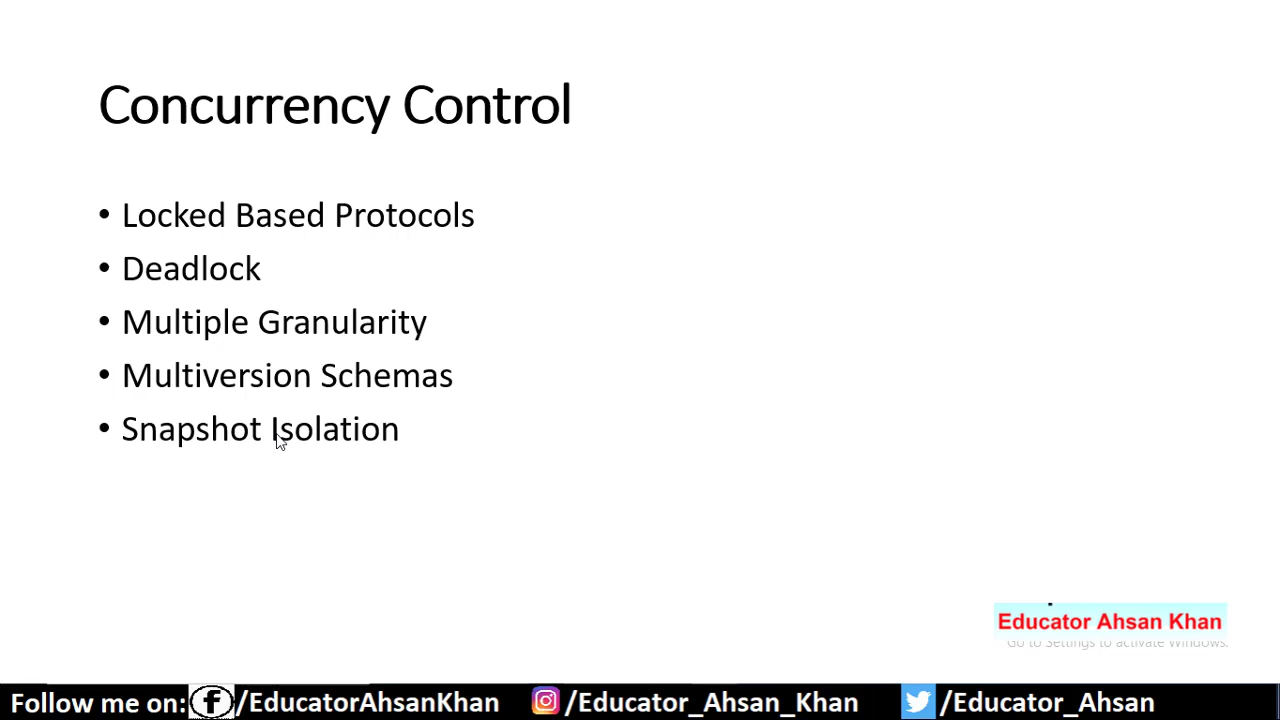 Concurrency Control
• Locked Based Protocols
• Deadlock
• Multiple Granularity
• Multiversion Schemas
• Snapshot Isolation
Educator Ahsan Khan
Go to Settings to activate Windows.
Follow me on: /EducatorAhsanKhan /Educator_Ahsan_Khan /Educator_Ahsan